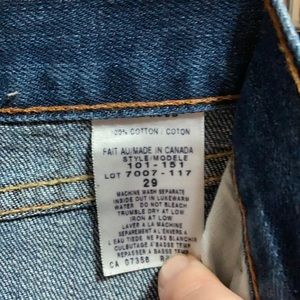 100% COTTON / COTON
FAIT AU/MADE IN CANADA
STYLE/MODELE
101 - 151
LOT 7007 - 117
29
MACHINE WASH SEPARATE
INSIDE OUT IN LUKEWARM
WATER DO NOT BLEACH
TUMBLE DRY AT LOW
IRON AT LOW
LAVER A LA MACHINE
SEPAREMENT A L'ENVERS A
L'EAU TIEDE NE PAS BLANCHIR
CULBUTAGE A BASSE TEMP
REPASSER A BASSE TEMP
CA 07356